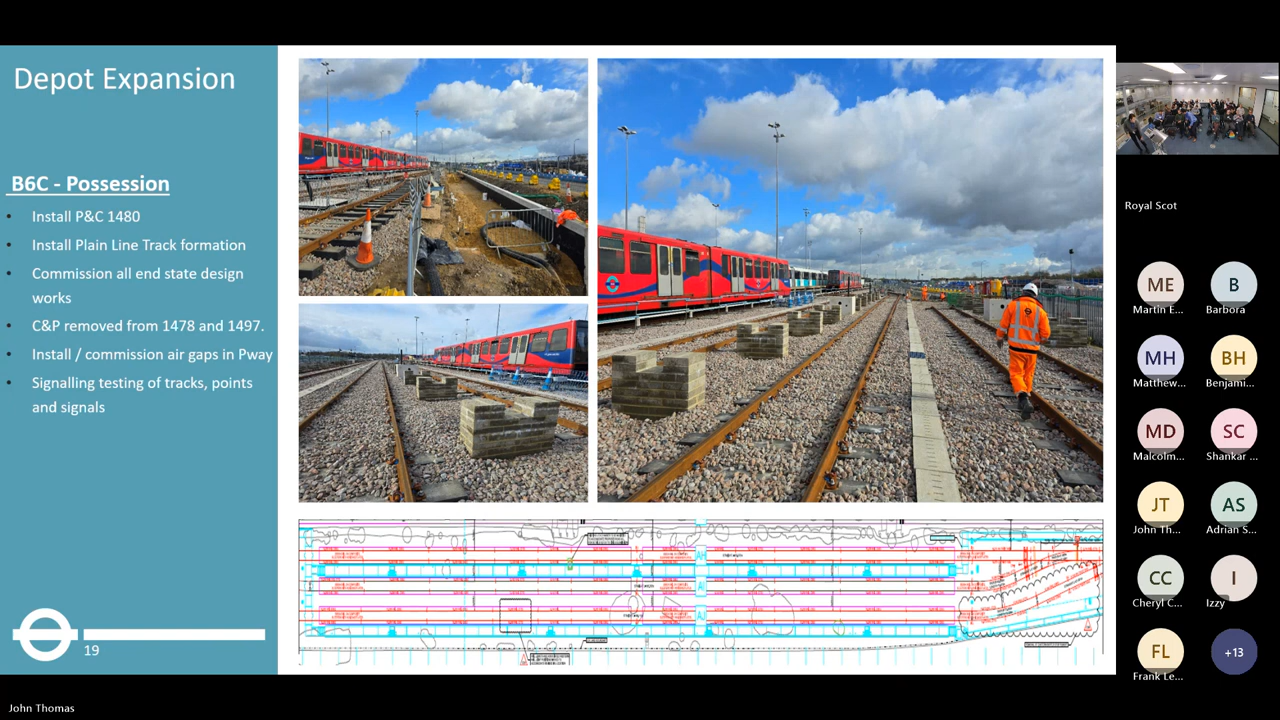 Depot Expansion
B6C - Possession
• Install P&C 1480
• Install Plain Line Track formation
• Commission all end state design
works
• C&P removed from 1478 and 1497.
• Install / commission air gaps in Pway
• Signalling testing of tracks, points
and signals
19
John Thomas
Royal Scot
ME
B
Martin E...
Barbora
MH
BH
Matthew...
Benjami...
MD
SC
Malcolm...
Shankar ...
JT
AS
John Th...
Adrian S...
CC
I
Cheryl C...
Izzy
FL
+13
Frank Le...